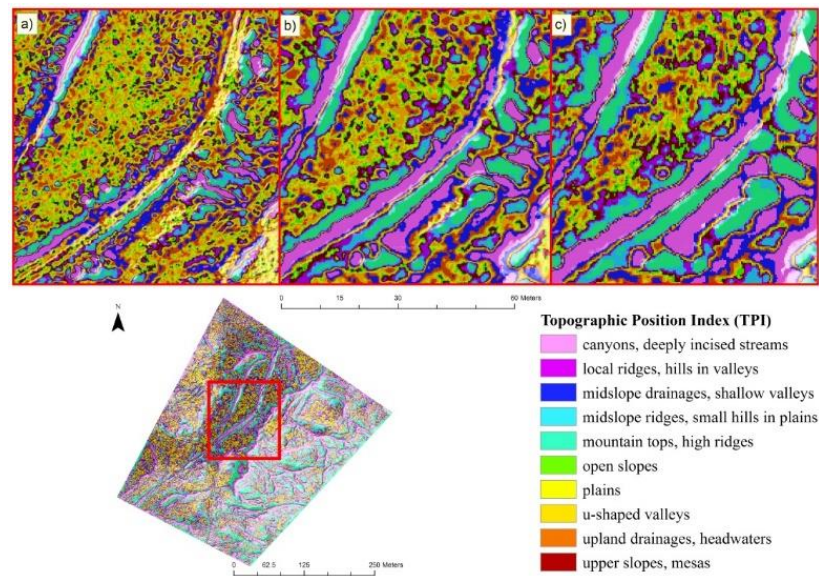 a)
b)
c)
0 15 30 60 Meters
N
Topographic Position Index (TPI)
canyons, deeply incised streams
local ridges, hills in valleys
midslope drainages, shallow valleys
midslope ridges, small hills in plains
mountain tops, high ridges
open slopes
plains
u-shaped valleys
upland drainages, headwaters
upper slopes, mesas
0 62.5 125 250 Meters